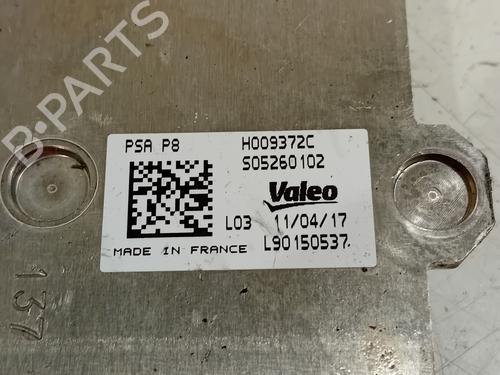 PSA P8 H009372C
S05260102
Valeo
L03 11/04/17
MADE IN FRANCE L90150537
137
B-PARTS